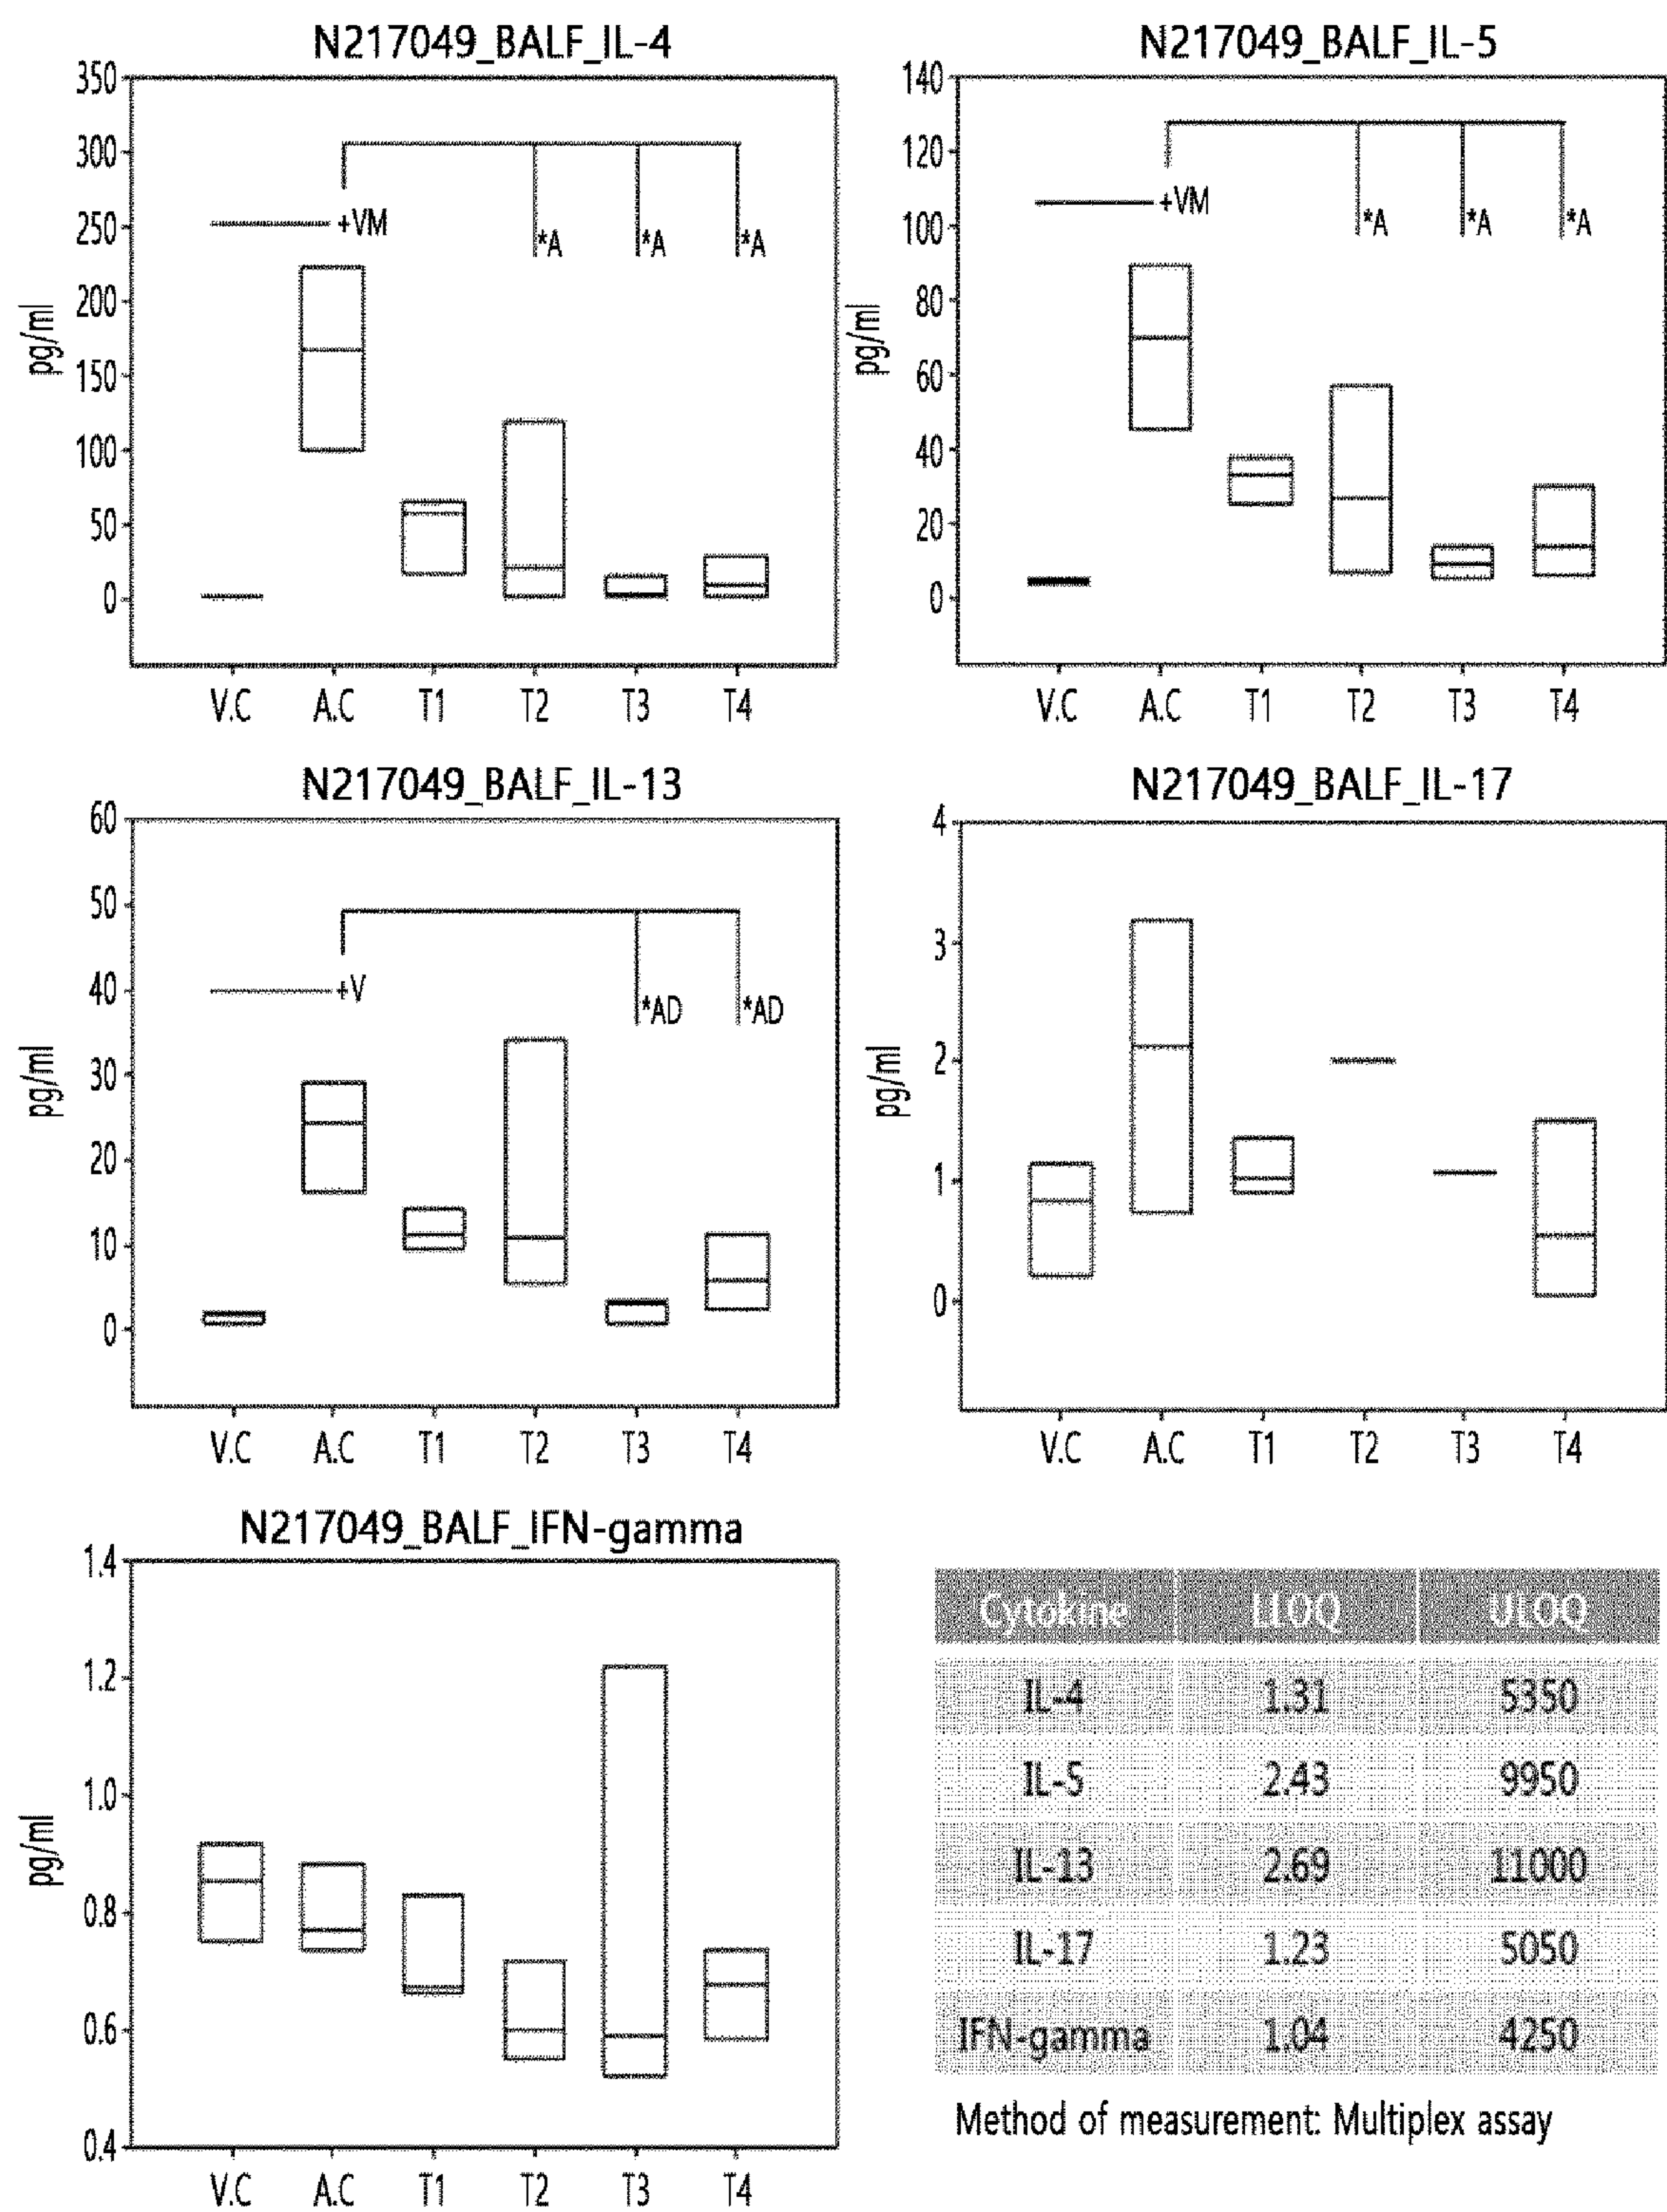 N217049_BALF_IL-4
350
300
250
200
150
100
50
0
pg/ml
+VM
*A
*A
*A
V.C A.C T1 T2 T3 T4
N217049_BALF_IL-5
140
120
100
80
60
40
20
0
pg/ml
+VM
*A
*A
*A
V.C A.C T1 T2 T3 T4
N217049_BALF_IL-13
60
50
40
30
20
10
0
pg/ml
+V
*AD
*AD
V.C A.C T1 T2 T3 T4
N217049_BALF_IL-17
4
3
2
1
0
pg/ml
V.C A.C T1 T2 T3 T4
N217049_BALF_IFN-gamma
1.4
1.2
1.0
0.8
0.6
0.4
pg/ml
V.C A.C T1 T2 T3 T4
Cytokine LLOQ ULOQ
IL-4 1.31 5350
IL-5 2.43 9950
IL-13 2.69 11000
IL-17 1.23 5050
IFN-gamma 1.04 4250
Method of measurement: Multiplex assay